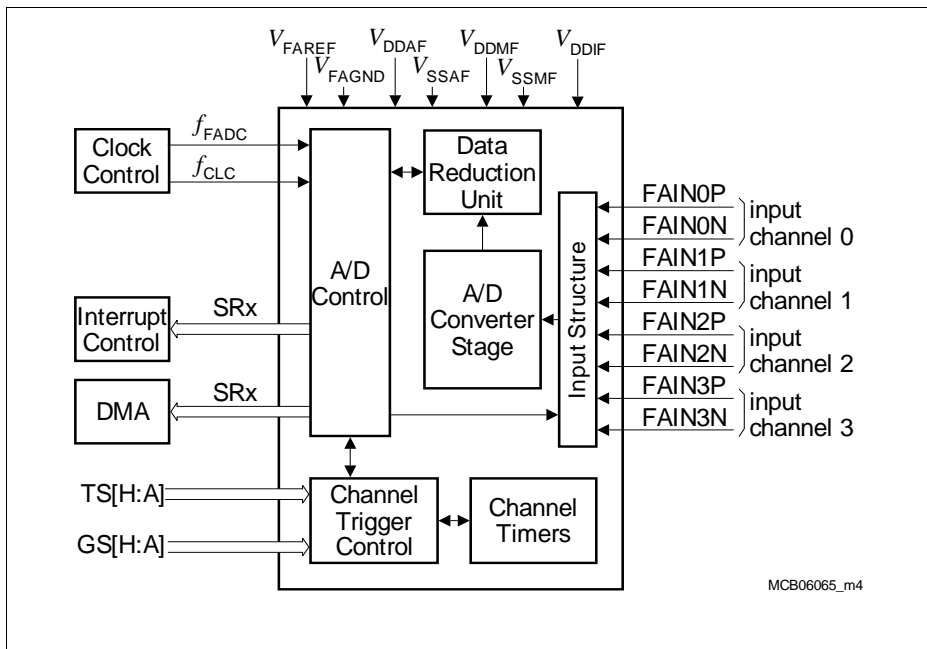 VFAREF
VDDAF
VDDMF
VDDIF
VFAGND
VSSAF
VSSMF
Clock
Control
fFADC
fCLC
A/D
Control
Data
Reduction
Unit
A/D
Converter
Stage
Input Structure
FAIN0P
FAIN0N
input
channel 0
FAIN1P
FAIN1N
input
channel 1
FAIN2P
FAIN2N
input
channel 2
FAIN3P
FAIN3N
input
channel 3
Interrupt
Control
SRx
DMA
SRx
TS[H:A]
GS[H:A]
Channel
Trigger
Control
Channel
Timers
MCB06065_m4